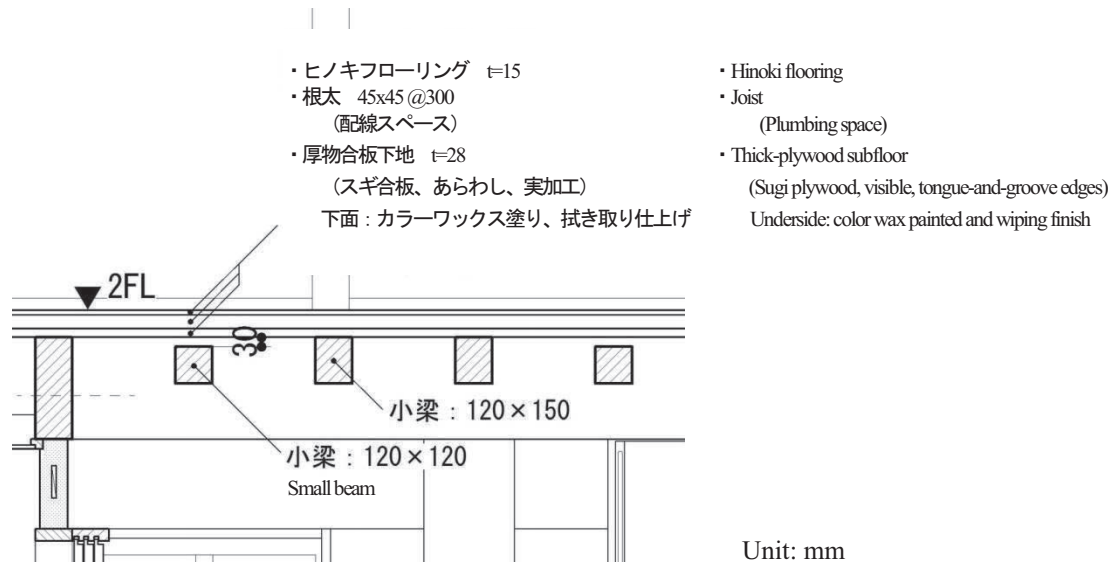 ・ヒノキフローリング t=15
・根太 45x45 @300
(配線スペース)
・厚物合板下地 t=28
(スギ合板、あらわし、実加工)
下面：カラーワックス塗り、拭き取り仕上げ
・Hinoki flooring
・Joist
(Plumbing space)
・Thick-plywood subfloor
(Sugi plywood, visible, tongue-and-groove edges)
Underside: color wax painted and wiping finish
2FL
30
小梁：120×150
小梁：120×120
Small beam
Unit: mm